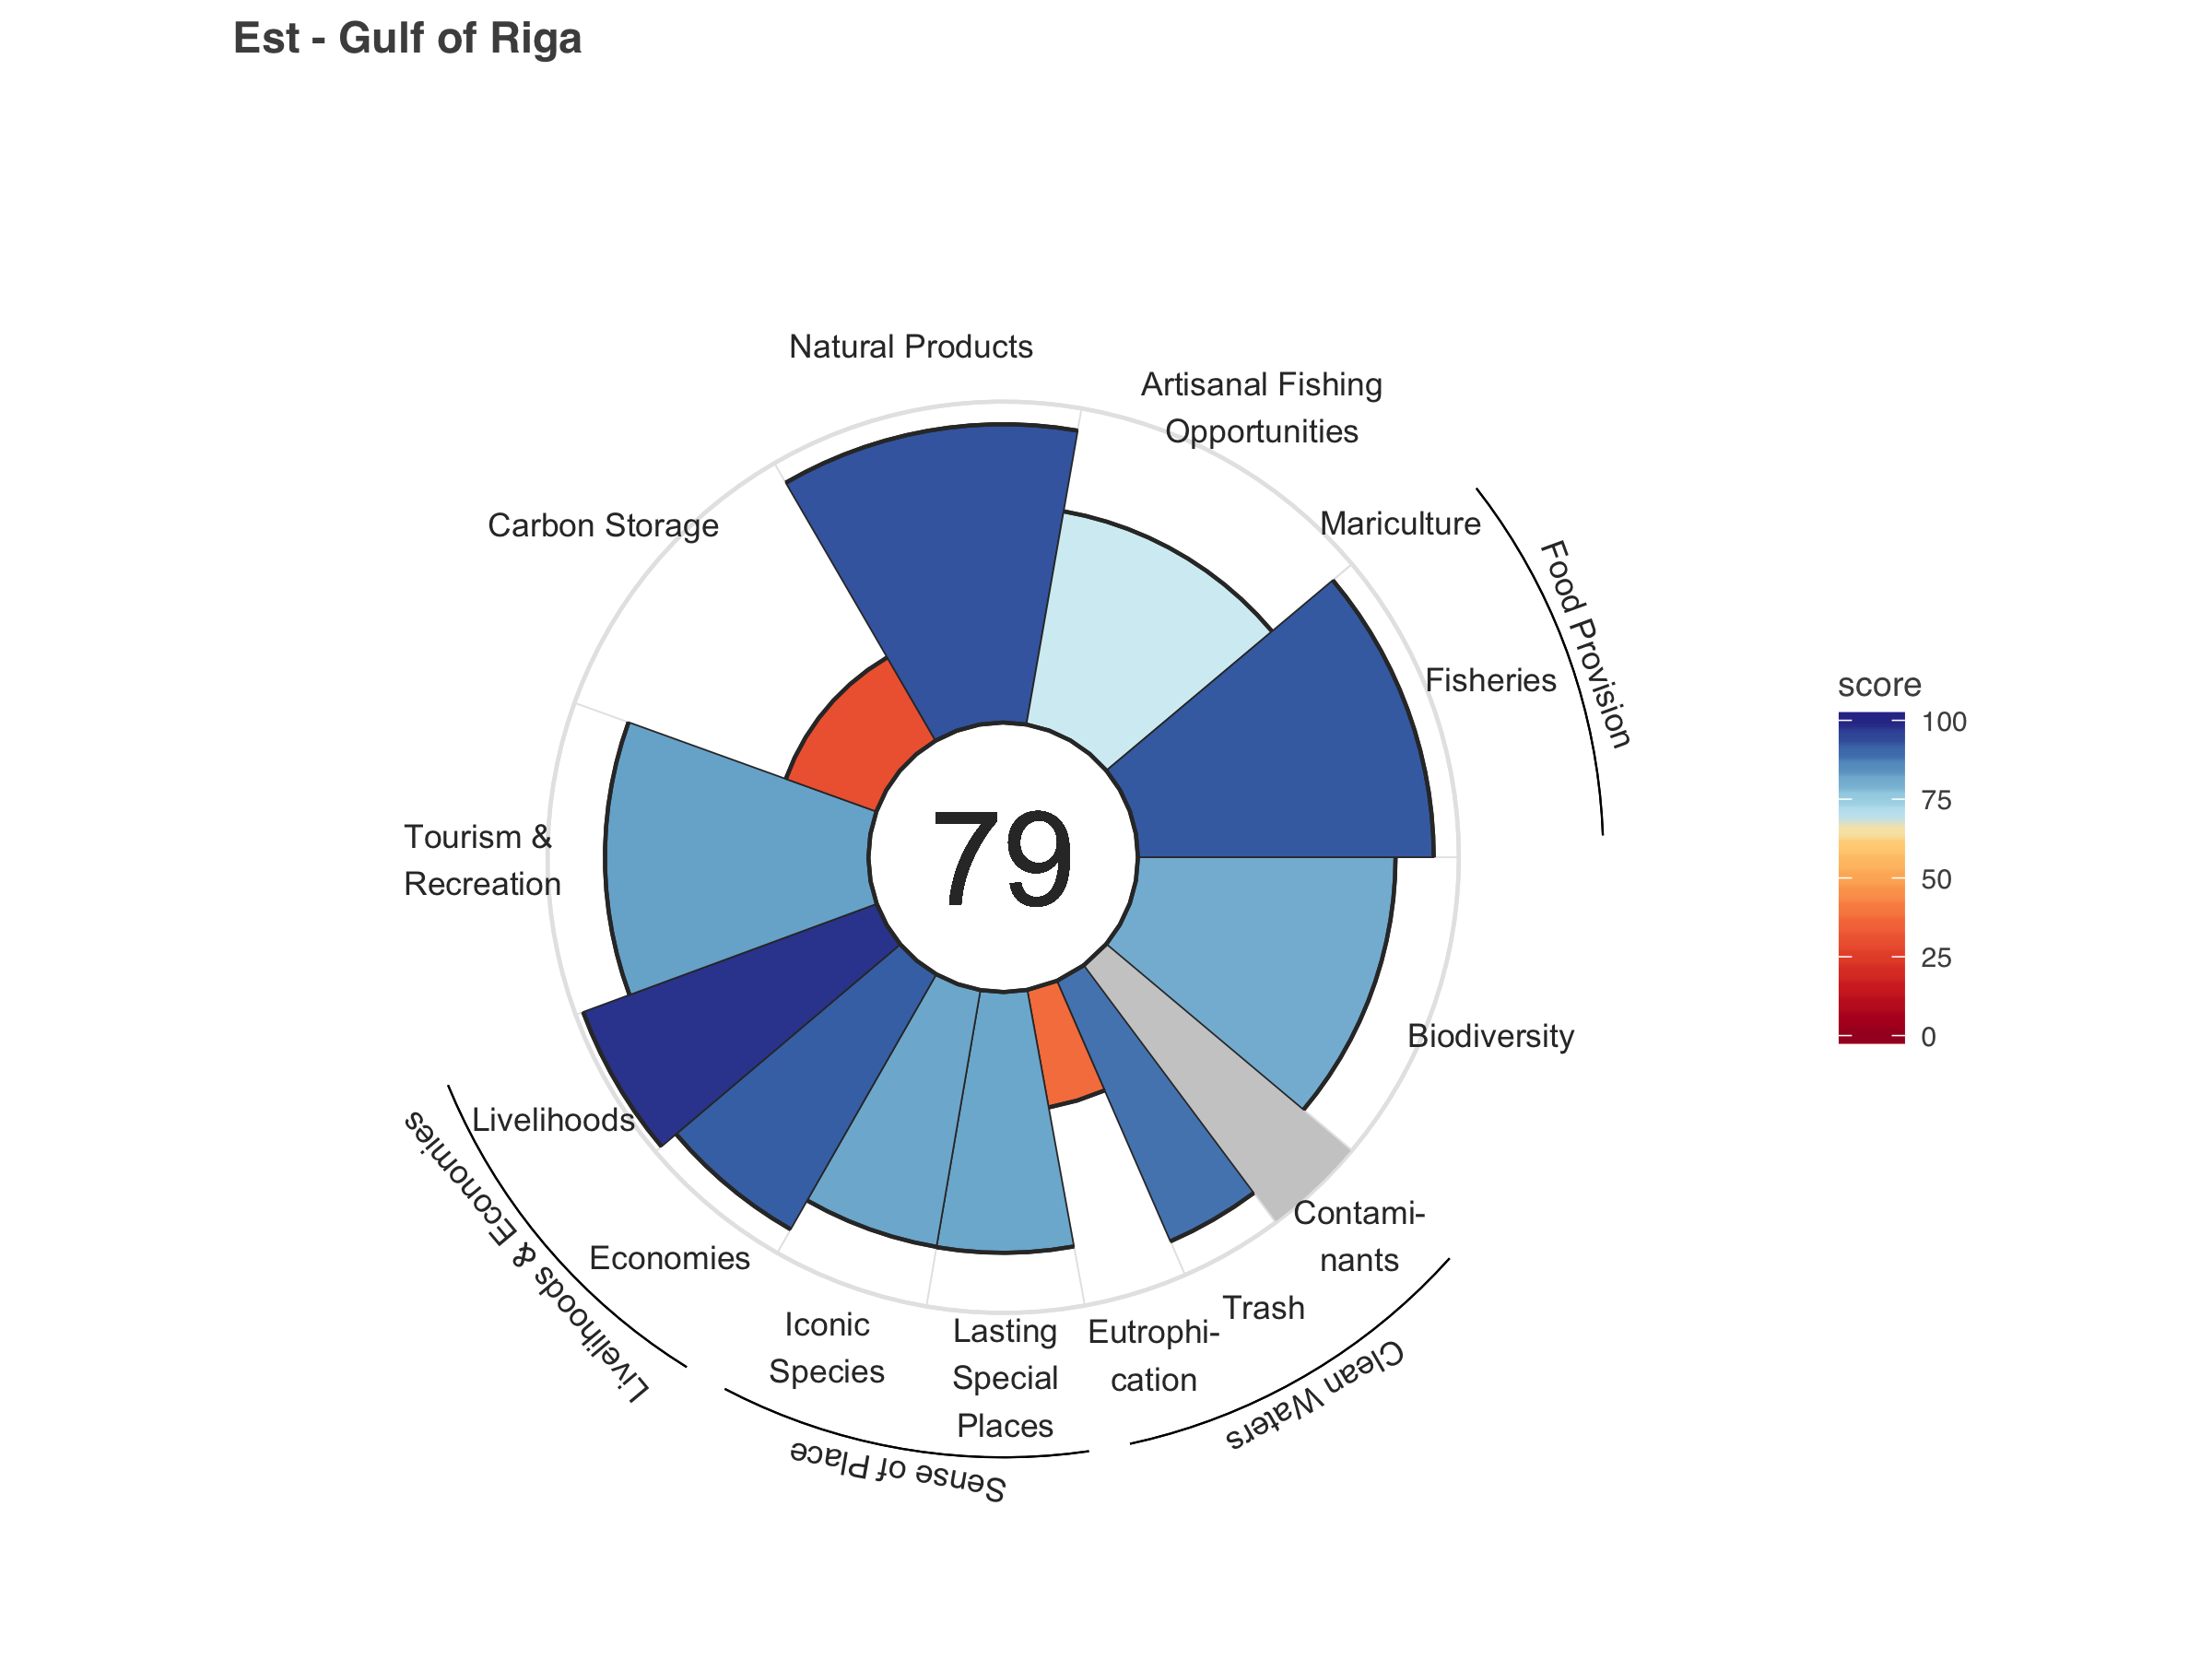 Est - Gulf of Riga
Natural Products
Artisanal Fishing
Opportunities
Carbon Storage
Mariculture
Food Provision
Fisheries
score
100
75
50
25
0
79
Tourism &
Recreation
Biodiversity
Livelihoods
Livelihoods & Economies
Economies
Contami-
nants
Trash
Iconic
Species
Lasting
Special
Places
Eutrophi-
cation
Clean Waters
Sense of Place